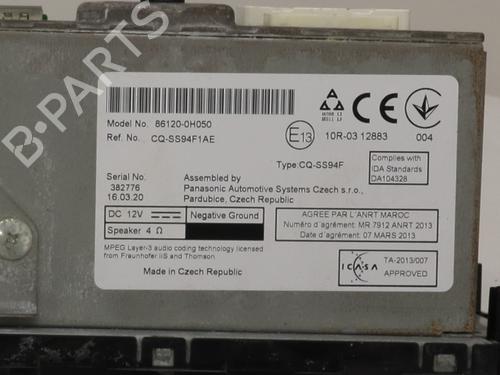 B-PARTS
Model No. 86120-0H050
Ref. No. CQ-SS94F1AE
E13
10R-03 12883
004
Type:CQ-SS94F
Complies with
IDA Standards
DA104328
Serial No.
382776
16.03.20
Assembled by
Panasonic Automotive Systems Czech s.r.o.,
Pardubice, Czech Republic
DC 12V
Negative Ground
Speaker 4 Ω
AGREE PAR L'ANRT MAROC
Numéro d'agrément: MR 7912 ANRT 2013
Date d'agrément: 07 MARS 2013
MPEG Layer-3 audio coding technology licensed
from Fraunhofer IIS and Thomson
Made in Czech Republic
ICASA
TA-2013/007
APPROVED